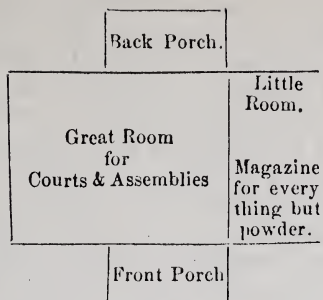 Back Porch.
Great Room
for
Courts & Assemblies
Little
Room.
Magazine
for every
thing but
powder.
Front Porch